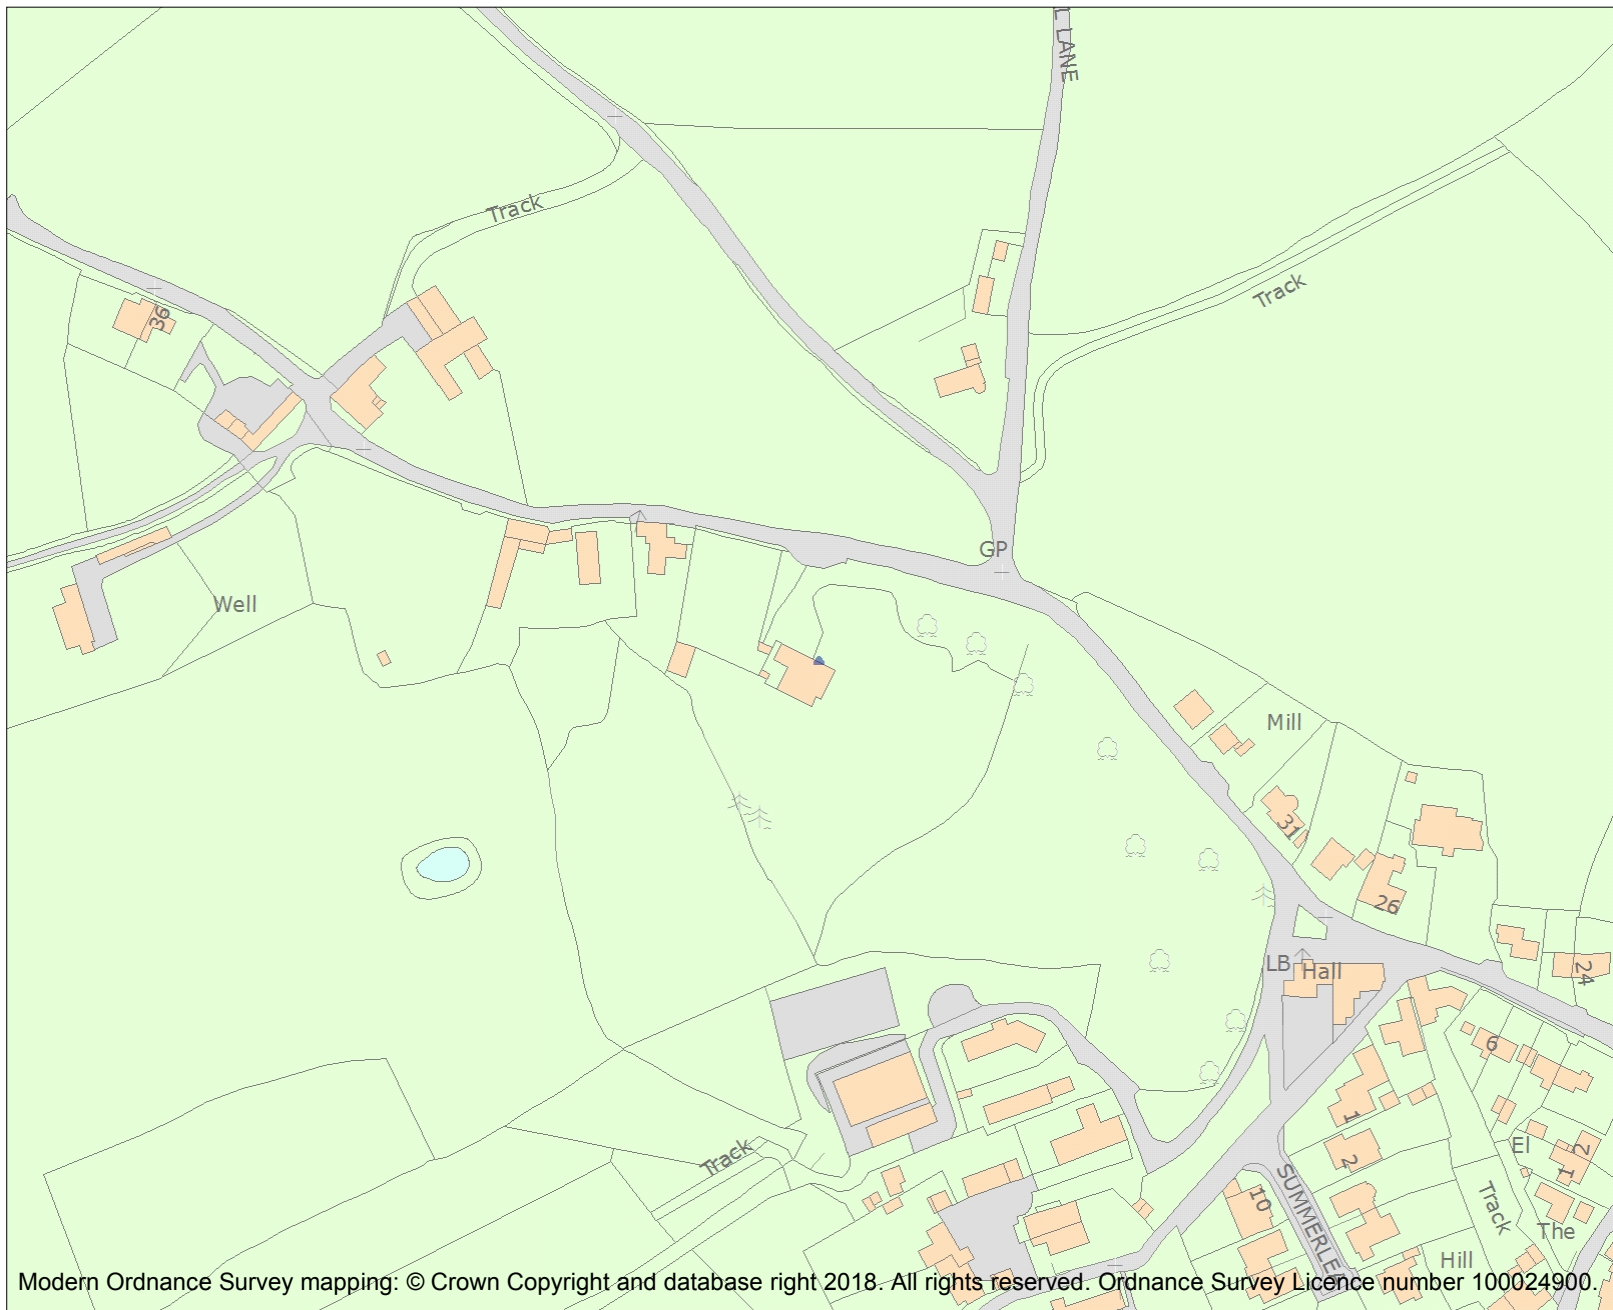 L LANE
Track
Track
36
GP
Well
Mill
31
26
LB
Hall
24
6
1
Track
El
2
2
1
10
SUMMERLEE
Track
The
Hill
Modern Ordnance Survey mapping: © Crown Copyright and database right 2018. All rights reserved. Ordnance Survey Licence number 100024900.